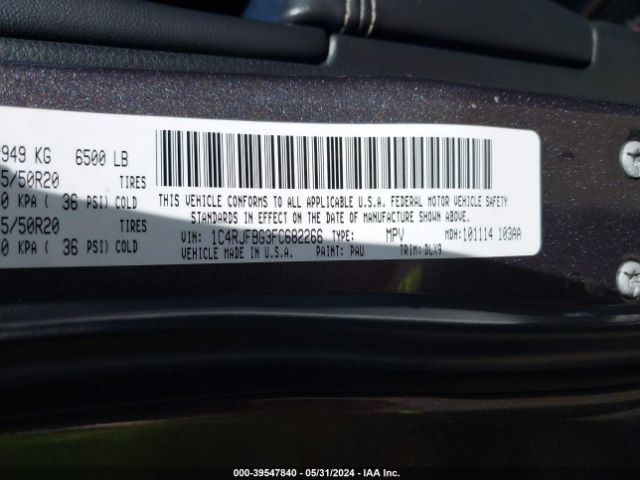 2949 KG 6500 LB
5/50R20 TIRES
0 KPA ( 36 PSI) COLD
5/50R20 TIRES
0 KPA ( 36 PSI) COLD
THIS VEHICLE CONFORMS TO ALL APPLICABLE U.S.A. FEDERAL MOTOR VEHICLE SAFETY
STANDARDS IN EFFECT ON THE DATE OF MANUFACTURE SHOWN ABOVE.
VIN: 1C4RJFBG3FC682266 TYPE: MPV MDH: 101114 103AA
VEHICLE MADE IN U.S.A. PAINT: PAU TRIM: DLX9
00-39547840 - 05/31/2024 - IAA Inc.